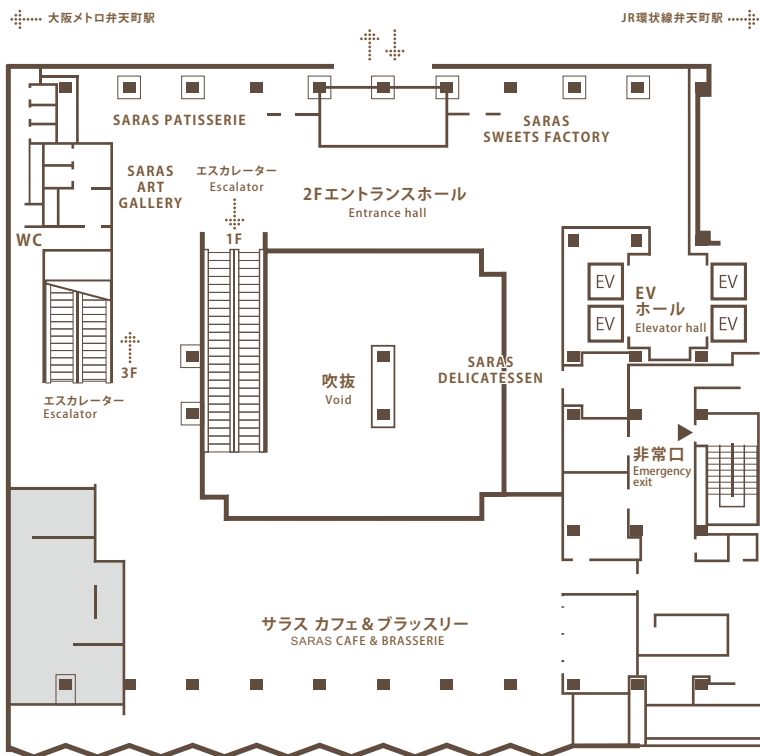 大阪メトロ弁天町駅
JR環状線弁天町駅
SARAS PATISSERIE
SARAS
SWEETS FACTORY
SARAS
ART
GALLERY
エスカレーター
Escalator
1F
2Fエントランスホール
Entrance hall
WC
EV
EV
EV
EV
EV
ホール
Elevator hall
3F
エスカレーター
Escalator
吹抜
Void
SARAS
DELICATESSEN
非常口
Emergency
exit
サラス カフェ&ブラッスリー
SARAS CAFE & BRASSERIE